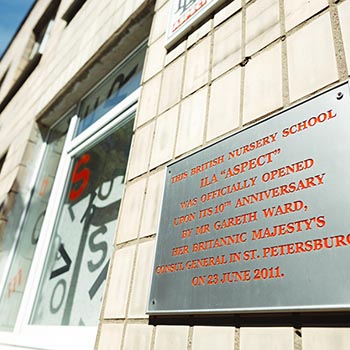 THIS BRITISH NURSERY SCHOOL
ILA "ASPECT"
WAS OFFICIALLY OPENED
UPON ITS 10TH ANNIVERSARY
BY MR GARETH WARD,
HER BRITANNIC MAJESTY'S
CONSUL GENERAL IN ST. PETERSBURG
ON 23 JUNE 2011.